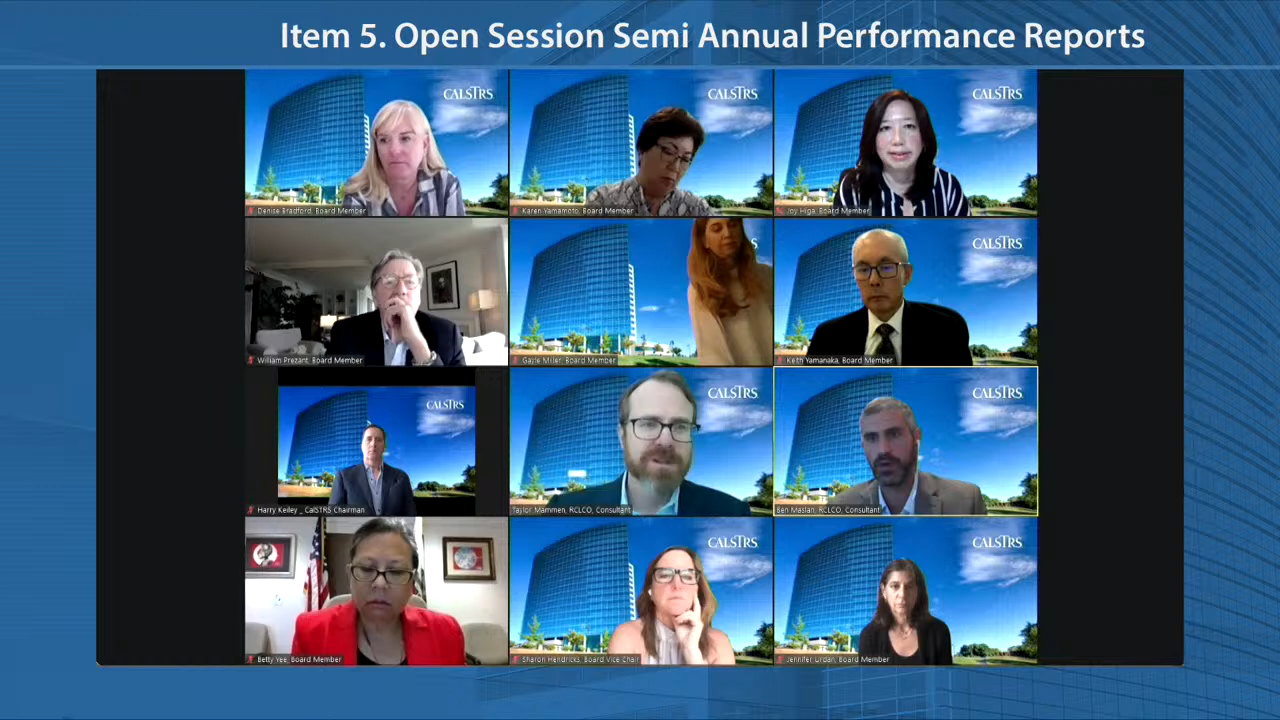 Item 5. Open Session Semi Annual Performance Reports
CALSTRS
CALSTRS
CALSTRS
Denise Bradford, Board Member
Karen Yamamoto, Board Member
Joy Higa, Board Member
S
CALSTRS
William Prezant, Board Member
Gayle Miller, Board Member
Keith Yamanaka, Board Member
CALSTRS
CALSTRS
CALSTRS
Harry Keiley _ CalSTRS Chairman
Taylor Mammen, RCLCO, Consultant
Ben Maslan, RCLCO, Consultant
CALSTRS
CALSTRS
Betty Yee, Board Member
Sharon Hendricks, Board Vice Chair
Jennifer Urdan, Board Member